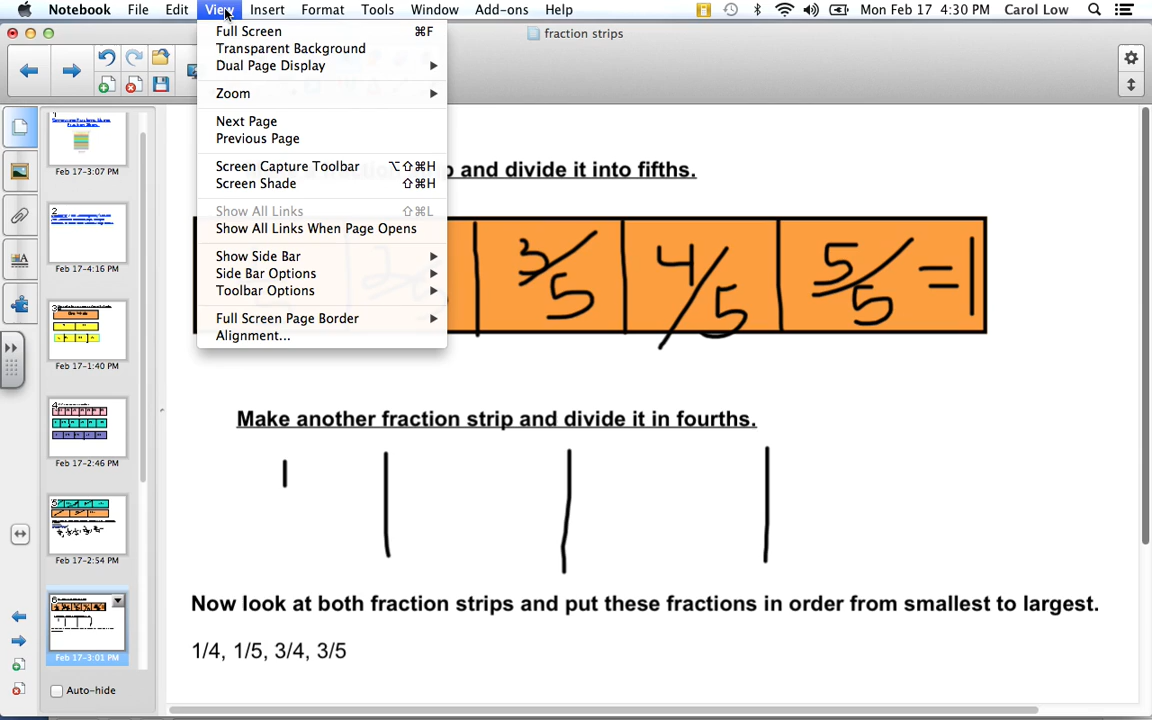 Notebook File Edit View Insert Format Tools Window Add-ons Help Mon Feb 17 4:30 PM Carol Low
fraction strips
Full Screen ⌘F
Transparent Background
Dual Page Display
Zoom
Next Page
Previous Page
Screen Capture Toolbar ⌥⇧⌘H
Screen Shade ⇧⌘H
Show All Links ⇧⌘L
Show All Links When Page Opens
Show Side Bar
Side Bar Options
Toolbar Options
Full Screen Page Border
Alignment...
Feb 17-3:07 PM
2
Feb 17-4:16 PM
3
Feb 17-1:40 PM
4
Feb 17-2:46 PM
5
Feb 17-2:54 PM
6
Feb 17-3:01 PM
Auto-hide
and divide it into fifths.
3/5 4/5 5/5 = 1
Make another fraction strip and divide it in fourths.
Now look at both fraction strips and put these fractions in order from smallest to largest.
1/4, 1/5, 3/4, 3/5